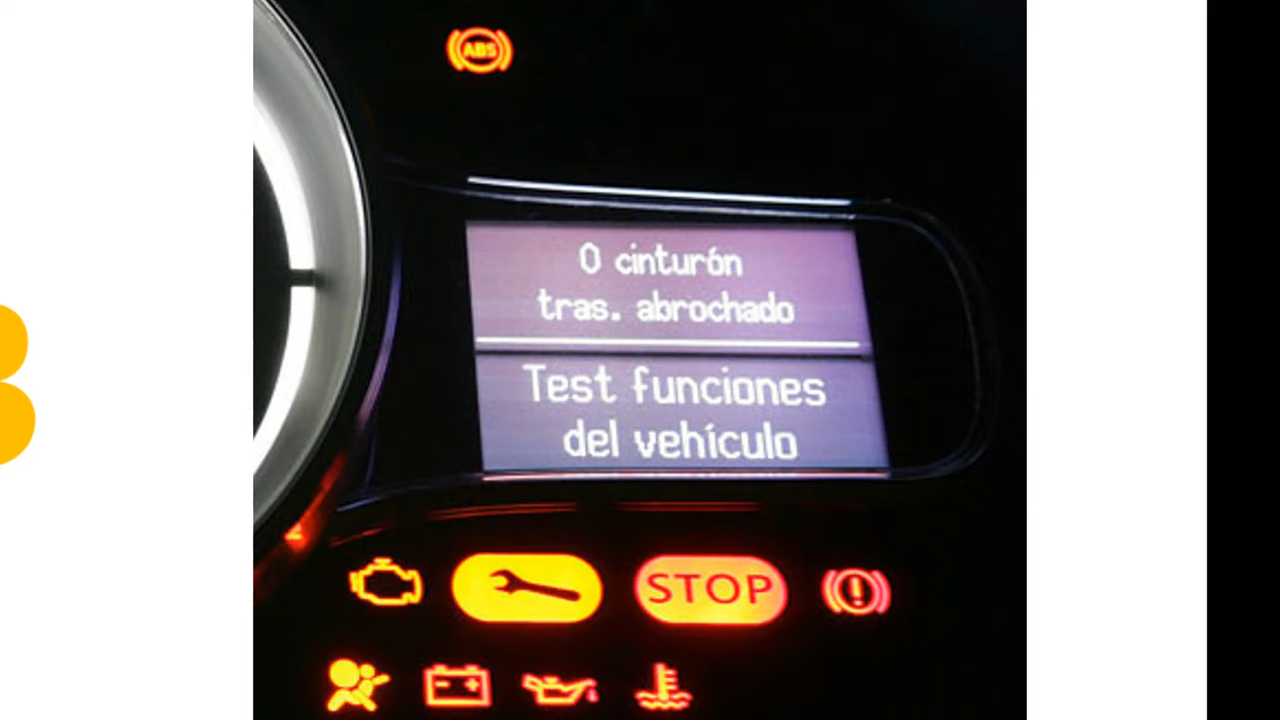 ABS
0 cinturón
tras. abrochado
Test funciones
del vehículo
STOP